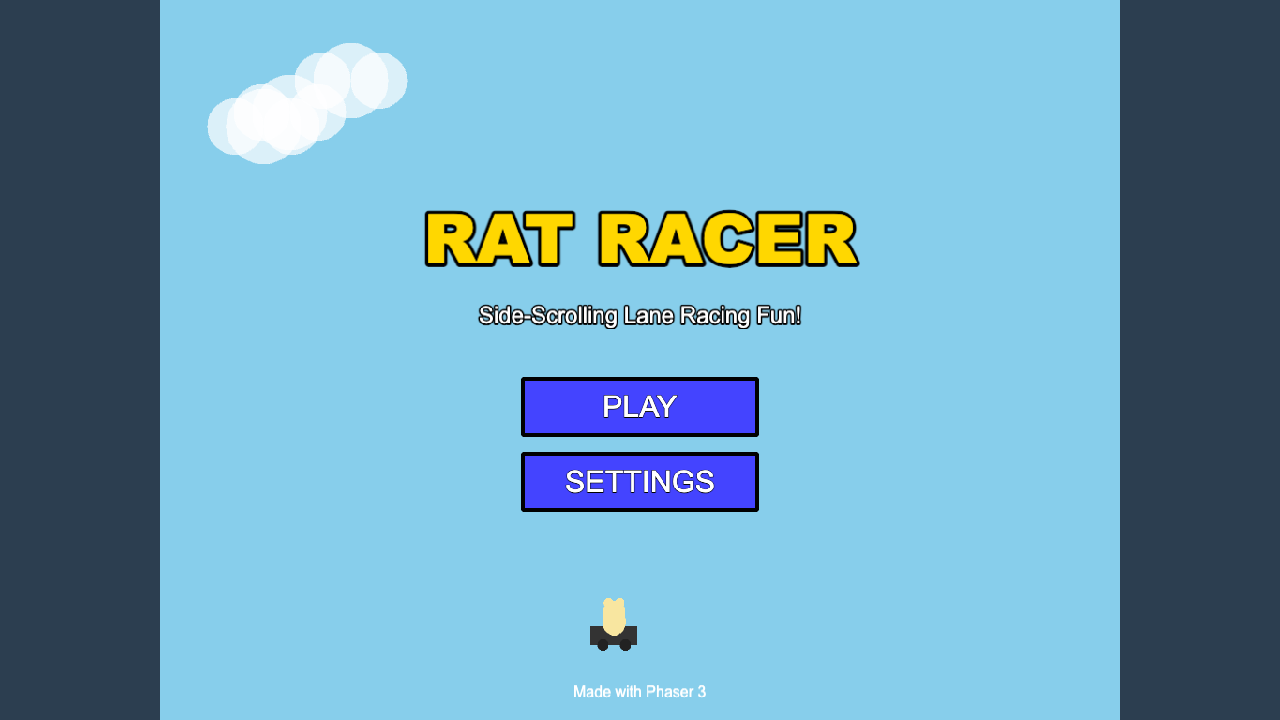 RAT RACER
Side-Scrolling Lane Racing Fun!
PLAY
SETTINGS
Made with Phaser 3